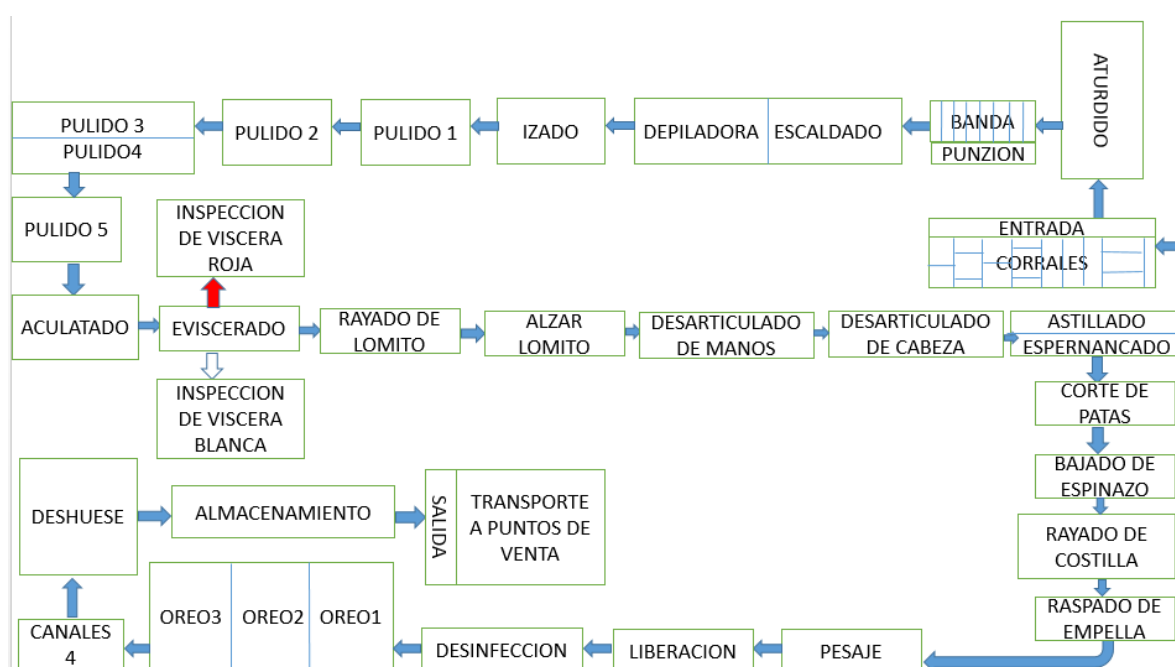 ATURDIDO
PULIDO 3
PULIDO4
PULIDO 2
PULIDO 1
IZADO
DEPILADORA
ESCALDADO
BANDA
PUNZION
PULIDO 5
INSPECCION
DE VISCERA
ROJA
ENTRADA
CORRALES
ACULATADO
EVISCERADO
RAYADO DE
LOMITO
ALZAR
LOMITO
DESARTICULADO
DE MANOS
DESARTICULADO
DE CABEZA
ASTILLADO
ESPERNANCADO
INSPECCION
DE VISCERA
BLANCA
CORTE DE
PATAS
BAJADO DE
ESPINAZO
DESHUESE
ALMACENAMIENTO
SALIDA
TRANSPORTE
A PUNTOS DE
VENTA
RAYADO DE
COSTILLA
RASPADO DE
EMPELLA
CANALES
4
OREO3
OREO2
OREO1
DESINFECCION
LIBERACION
PESAJE